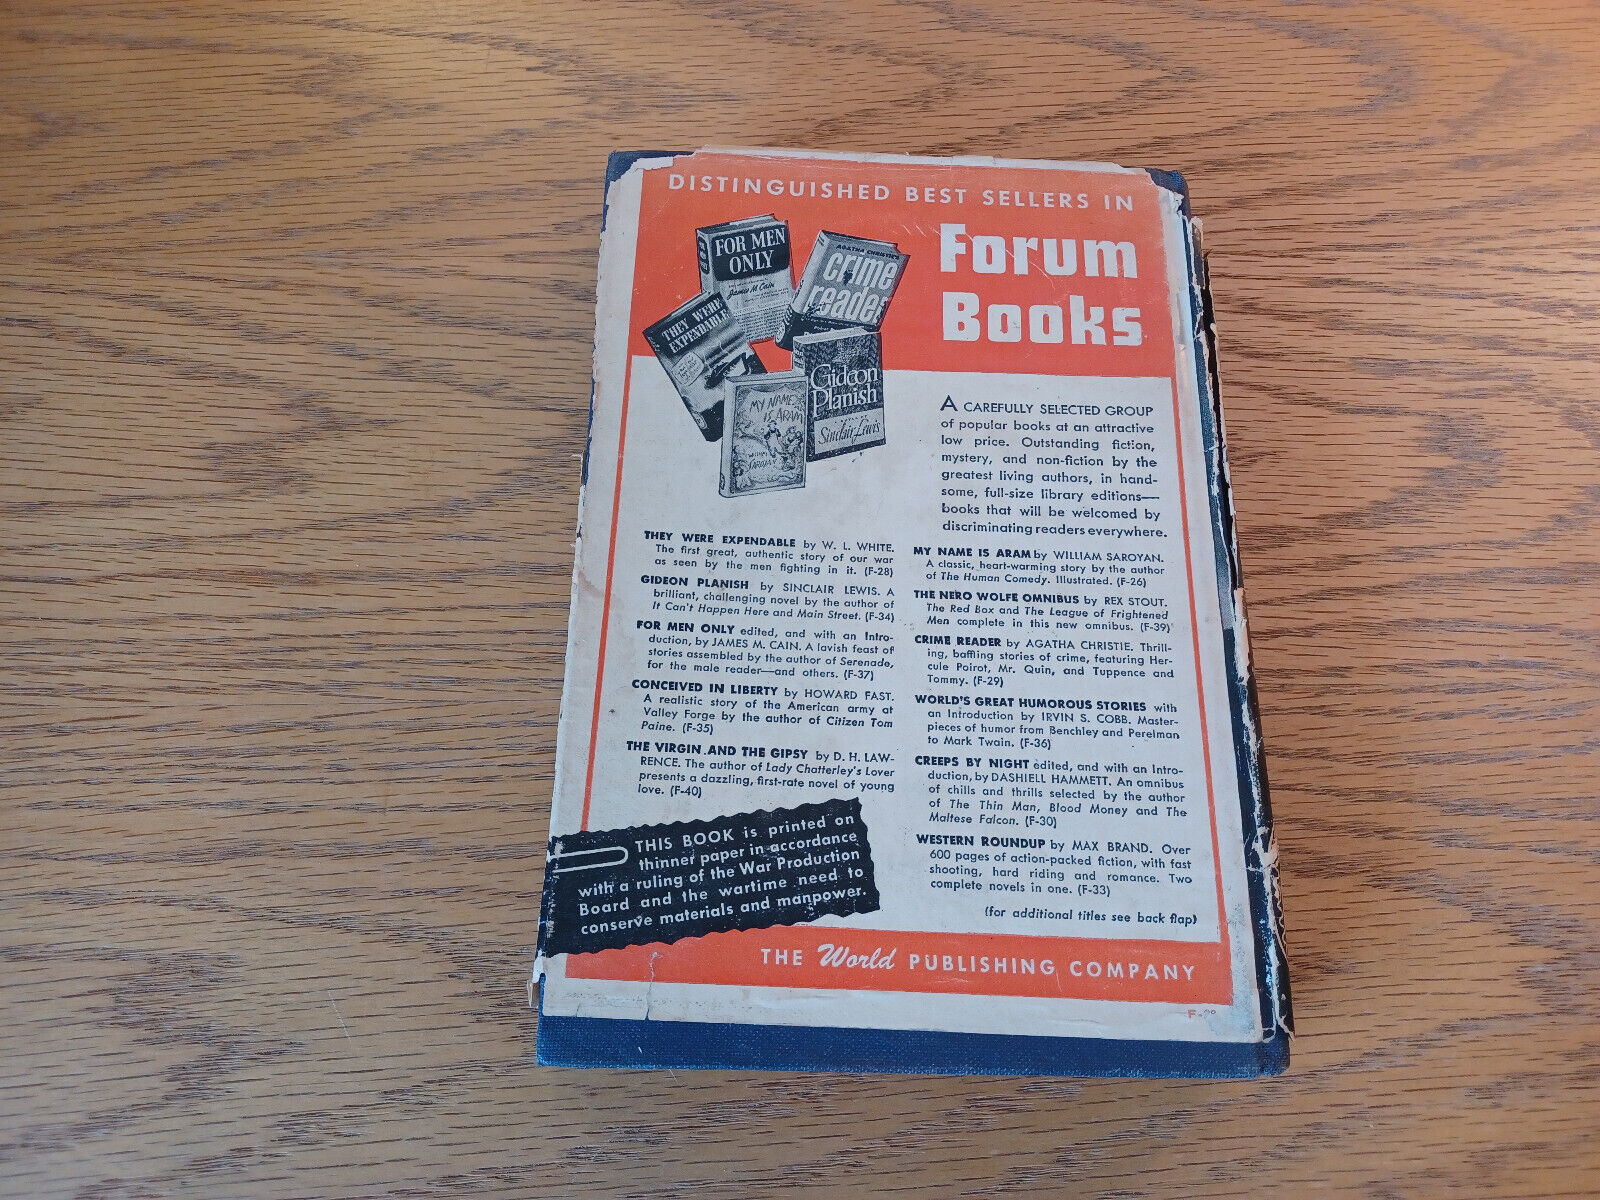 DISTINGUISHED BEST SELLERS IN
Forum
Books
FOR MEN
ONLY
James M. Cain
AGATHA CHRISTIE'S
crime
reader
THEY WERE
EXPENDABLE
Gideon
Planish
Sinclair Lewis
MY NAME
IS ARAM
SAROYAN
A CAREFULLY SELECTED GROUP
of popular books at an attractive
low price. Outstanding fiction,
mystery, and non-fiction by the
greatest living authors, in hand-
some, full-size library editions—
books that will be welcomed by
discriminating readers everywhere.
THEY WERE EXPENDABLE by W. L. WHITE.
The first great, authentic story of our war
as seen by the men fighting in it. (F-28)
GIDEON PLANISH by SINCLAIR LEWIS. A
brilliant, challenging novel by the author of
It Can't Happen Here and Main Street. (F-34)
FOR MEN ONLY edited, and with an Intro-
duction, by JAMES M. CAIN. A lavish feast of
stories assembled by the author of Serenade,
for the male reader—and others. (F-37)
CONCEIVED IN LIBERTY by HOWARD FAST.
A realistic story of the American army at
Valley Forge by the author of Citizen Tom
Paine. (F-35)
THE VIRGIN AND THE GIPSY by D. H. LAW-
RENCE. The author of Lady Chatterley's Lover
presents a dazzling, first-rate novel of young
love. (F-40)
MY NAME IS ARAM by WILLIAM SAROYAN.
A classic, heart-warming story by the author
of The Human Comedy. Illustrated. (F-26)
THE NERO WOLFE OMNIBUS by REX STOUT.
The Red Box and The League of Frightened
Men complete in this new omnibus. (F-39)
CRIME READER by AGATHA CHRISTIE. Thrill-
ing, baffling stories of crime, featuring Her-
cule Poirot, Mr. Quin, and Tuppence and
Tommy. (F-29)
WORLD'S GREAT HUMOROUS STORIES with
an Introduction by IRVIN S. COBB. Master-
pieces of humor from Benchley and Perelman
to Mark Twain. (F-36)
CREEPS BY NIGHT edited, and with an Intro-
duction, by DASHIELL HAMMETT. An omnibus
of chills and thrills selected by the author
of The Thin Man, Blood Money and The
Maltese Falcon. (F-30)
WESTERN ROUNDUP by MAX BRAND. Over
600 pages of action-packed fiction, with fast
shooting, hard riding and romance. Two
complete novels in one. (F-33)
(for additional titles see back flap)
THIS BOOK is printed on
thinner paper in accordance
with a ruling of the War Production
Board and the wartime need to
conserve materials and manpower.
THE World PUBLISHING COMPANY